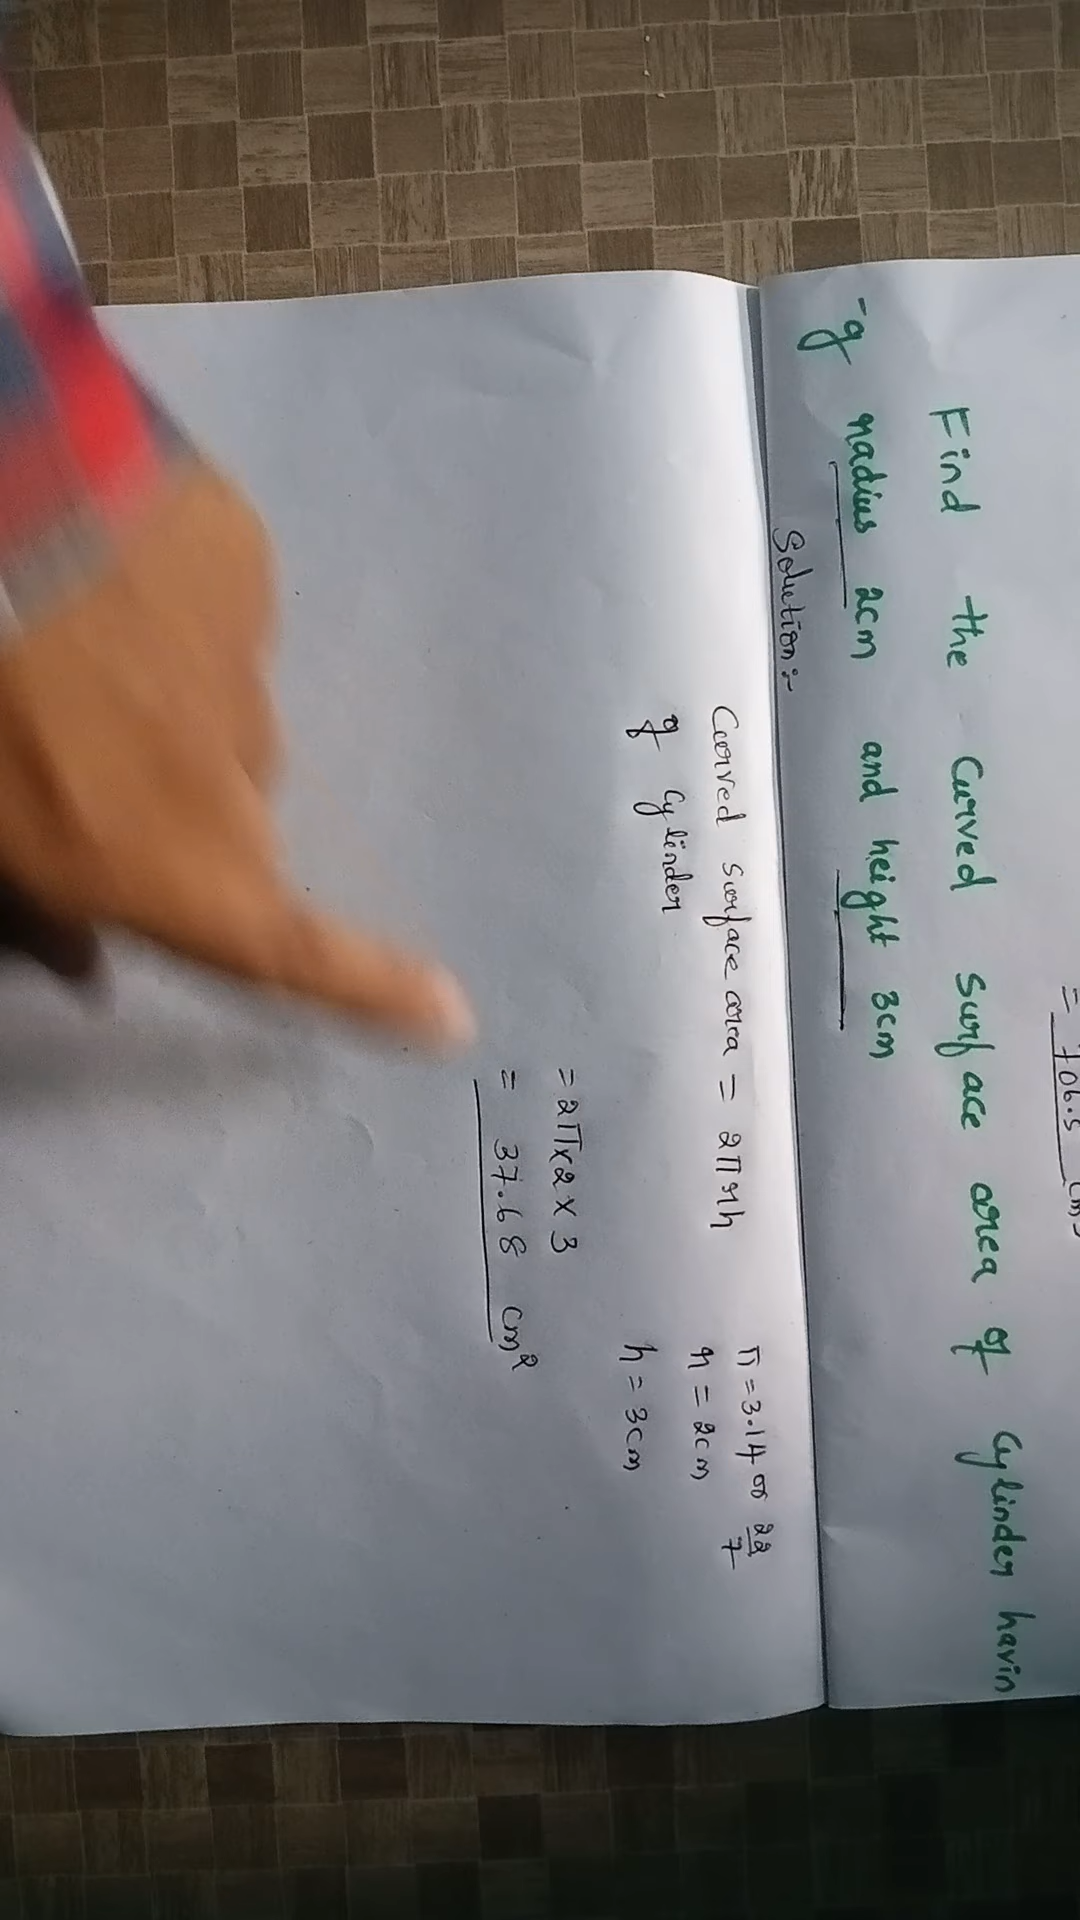 = 706.5 cm³
Find the Curved Surface area of Cylinder havin
-g radius 2cm and height 3cm
Solution:-
π = 3.14 or 22/7
Curved surface area = 2πrh
r = 2cm
of Cylinder
h = 3cm
= 2π×2×3
= 37.68 cm²